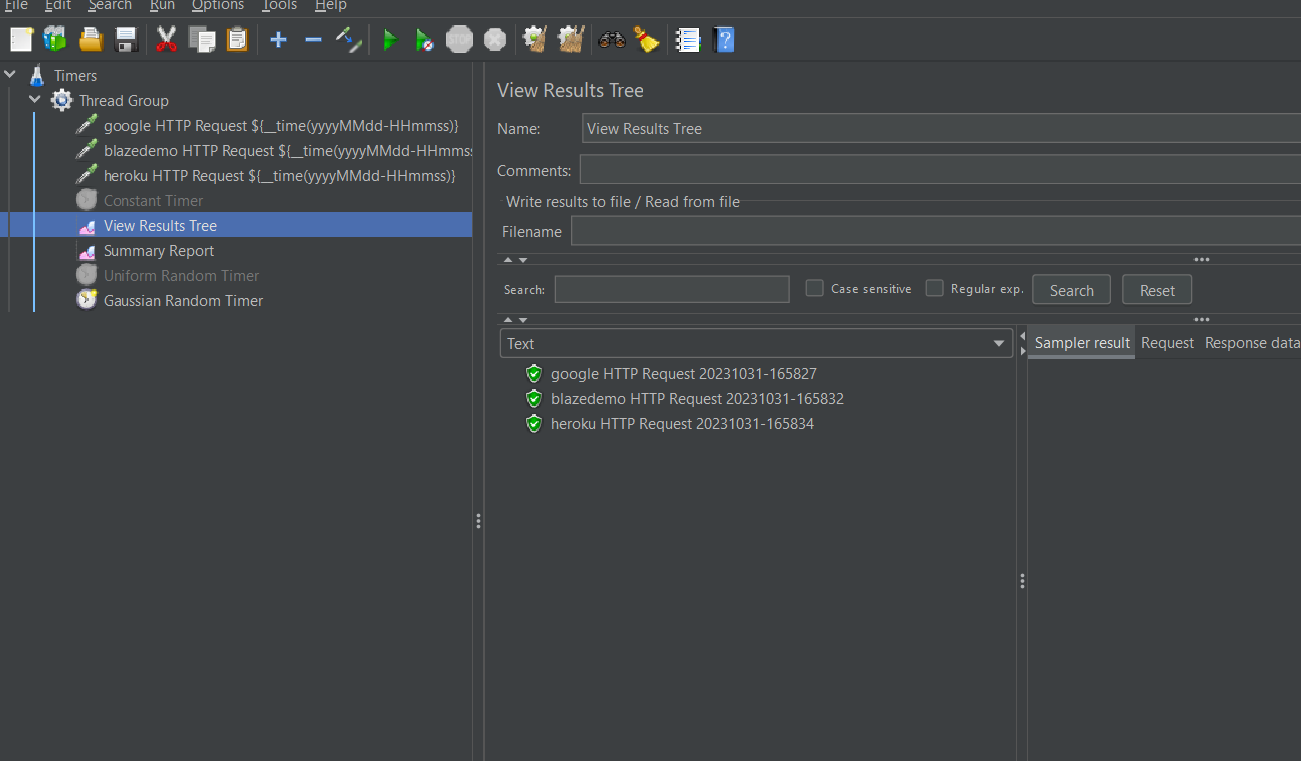 File Edit Search Run Options Tools Help
STOP
Timers
Thread Group
google HTTP Request ${__time(yyyyMMdd-HHmmss)}
blazedemo HTTP Request ${__time(yyyyMMdd-HHmmss
heroku HTTP Request ${__time(yyyyMMdd-HHmmss)}
Constant Timer
View Results Tree
Summary Report
Uniform Random Timer
Gaussian Random Timer
View Results Tree
Name: View Results Tree
Comments:
Write results to file / Read from file
Filename
Search: Case sensitive Regular exp. Search Reset
Text
google HTTP Request 20231031-165827
blazedemo HTTP Request 20231031-165832
heroku HTTP Request 20231031-165834
Sampler result Request Response data